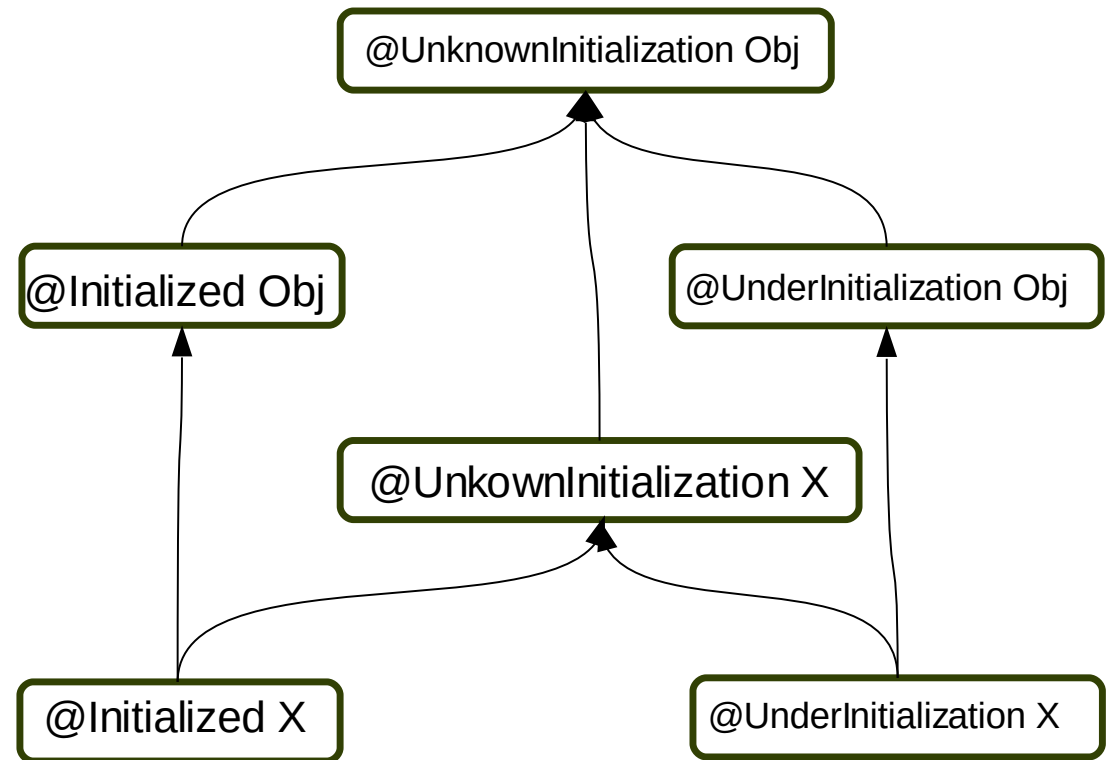 @UnknownInitialization Obj
@Initialized Obj
@UnderInitialization Obj
@UnkownInitialization X
@Initialized X
@UnderInitialization X